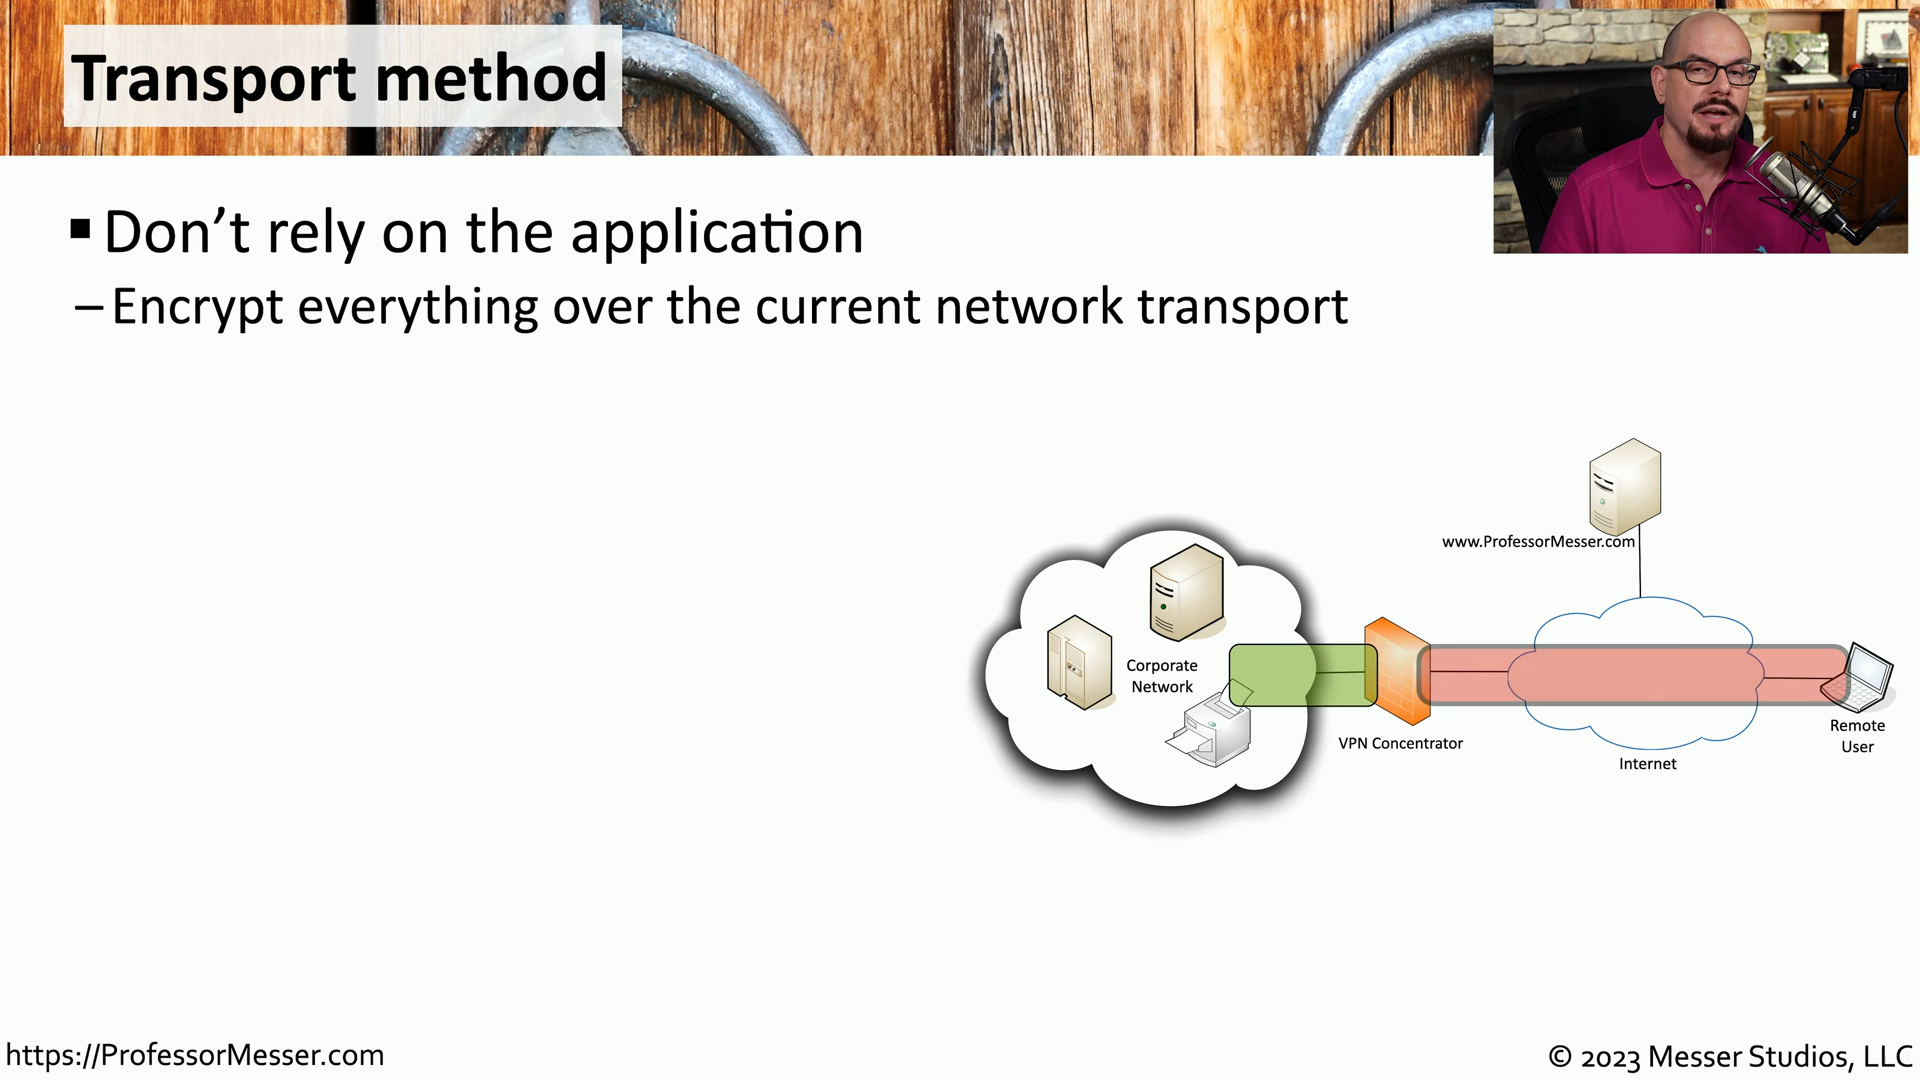 Transport method
Don't rely on the application
– Encrypt everything over the current network transport
www.ProfessorMesser.com
Corporate
Network
VPN Concentrator
Remote
User
Internet
https://ProfessorMesser.com
© 2023 Messer Studios, LLC